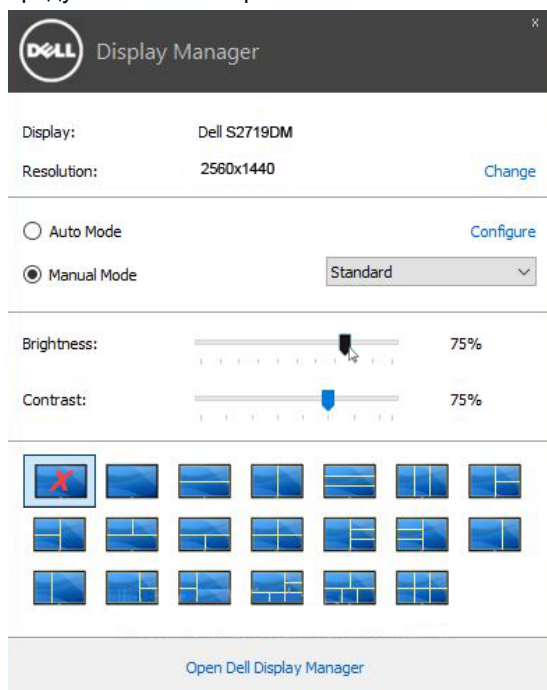 DELL Display Manager x
Display: Dell S2719DM
Resolution: 2560x1440 Change
Auto Mode Configure
Manual Mode Standard
Brightness: 75%
Contrast: 75%
Open Dell Display Manager